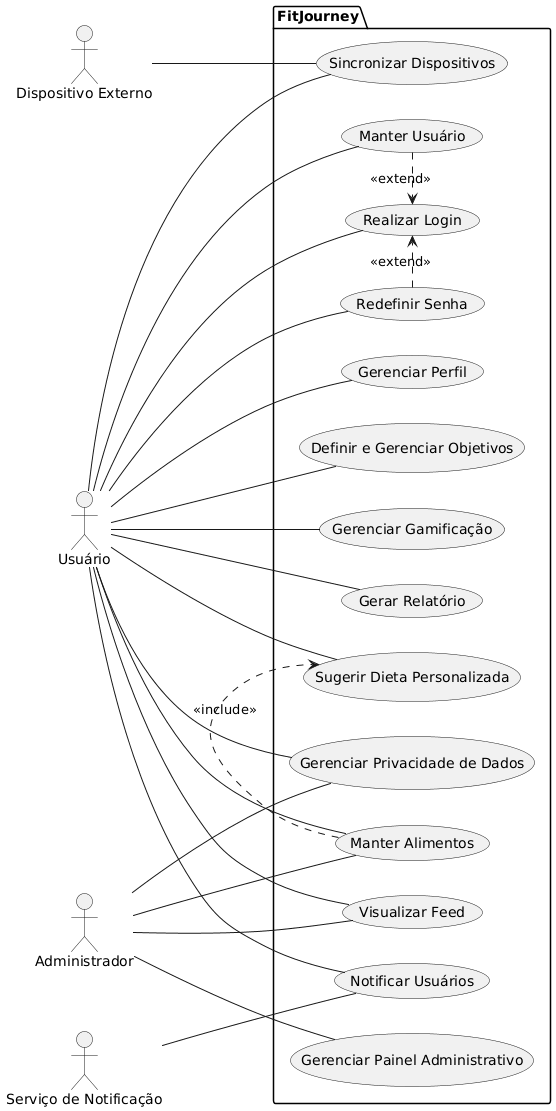 FitJourney
Dispositivo Externo
Sincronizar Dispositivos
Manter Usuário
«extend»
Realizar Login
«extend»
Redefinir Senha
Gerenciar Perfil
Definir e Gerenciar Objetivos
Usuário
Gerenciar Gamificação
Gerar Relatório
Sugerir Dieta Personalizada
«include»
Gerenciar Privacidade de Dados
Manter Alimentos
Visualizar Feed
Administrador
Notificar Usuários
Gerenciar Painel Administrativo
Serviço de Notificação